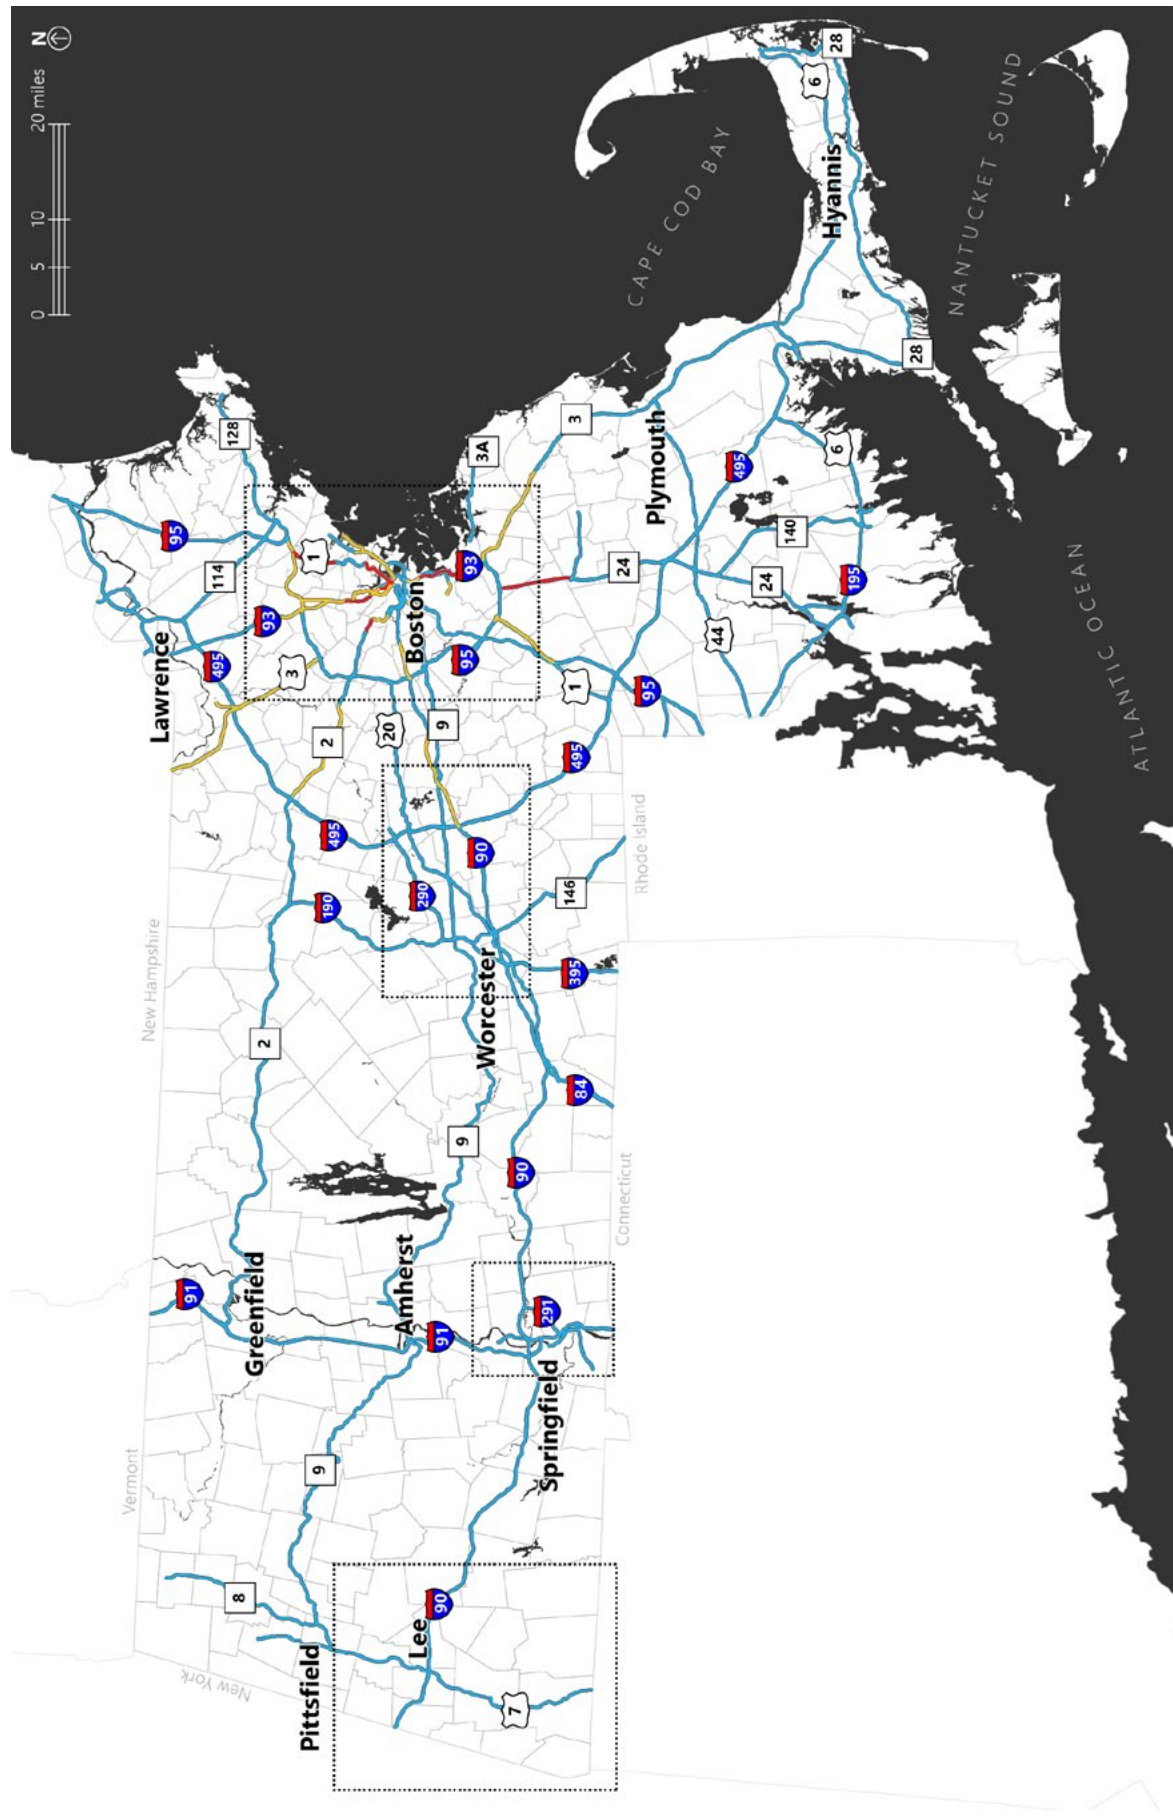 N
0 5 10 20 miles
Vermont
New Hampshire
New York
Rhode Island
Connecticut
CAPE COD BAY
NANTUCKET SOUND
ATLANTIC OCEAN
Pittsfield
Lee
Greenfield
Amherst
Springfield
Worcester
Lawrence
Boston
Plymouth
Hyannis
8
9
90
7
91
91
291
9
90
2
84
395
190
290
146
90
495
2
20
9
495
3
495
93
114
95
128
1
95
93
3A
1
95
3
24
44
24
140
195
495
6
28
6
28